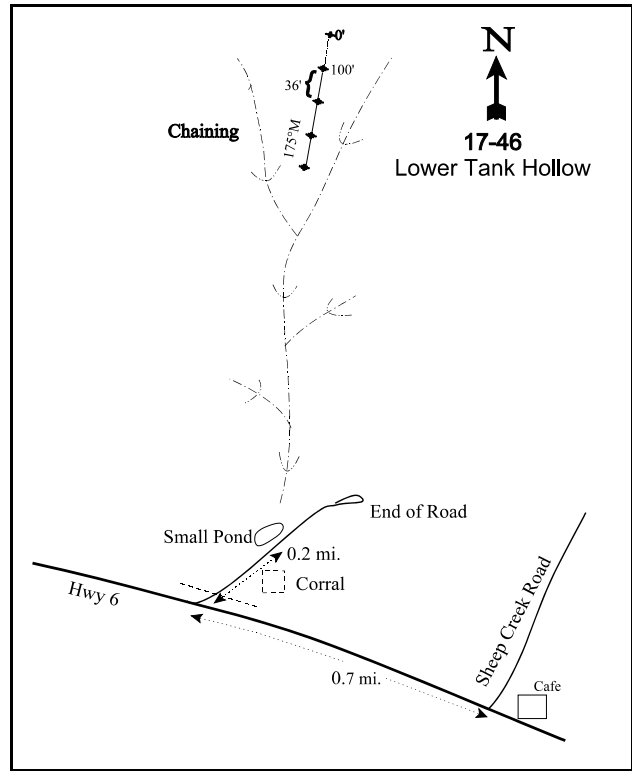 0'
100'
36'
175°M
Chaining
N
17-46
Lower Tank Hollow
End of Road
Small Pond
0.2 mi.
Corral
Hwy 6
0.7 mi.
Sheep Creek Road
Cafe